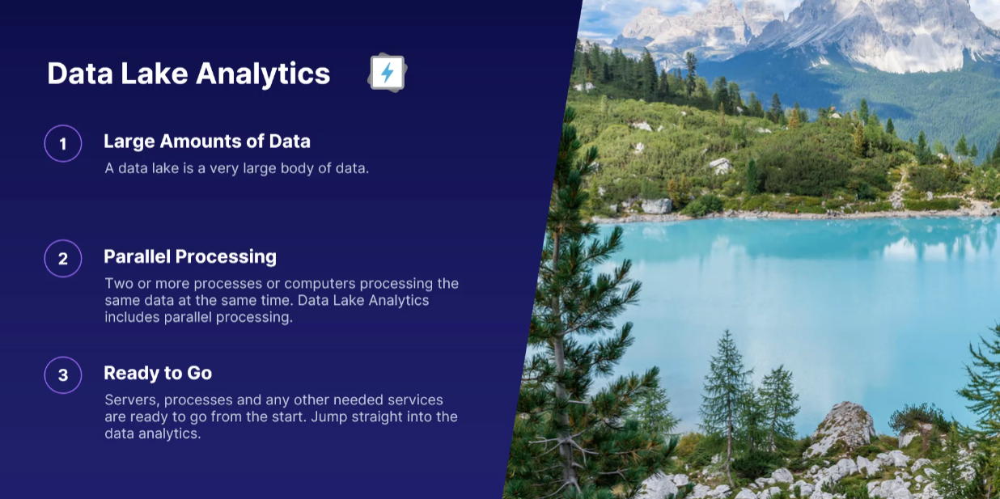 Data Lake Analytics
1
Large Amounts of Data
A data lake is a very large body of data.
2
Parallel Processing
Two or more processes or computers processing the
same data at the same time. Data Lake Analytics
includes parallel processing.
3
Ready to Go
Servers, processes and any other needed services
are ready to go from the start. Jump straight into the
data analytics.